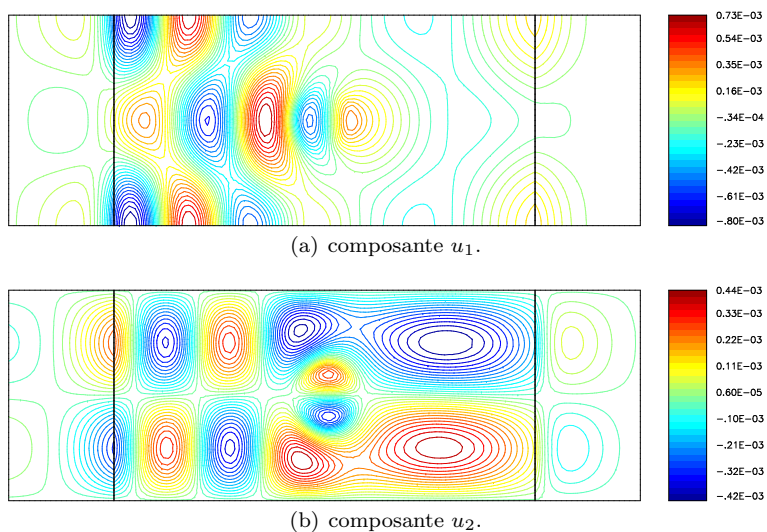 0.73E-03
0.54E-03
0.35E-03
0.16E-03
-.34E-04
-.23E-03
-.42E-03
-.61E-03
-.80E-03
(a) composante u₁.
0.44E-03
0.33E-03
0.22E-03
0.11E-03
0.60E-05
-.10E-03
-.21E-03
-.32E-03
-.42E-03
(b) composante u₂.